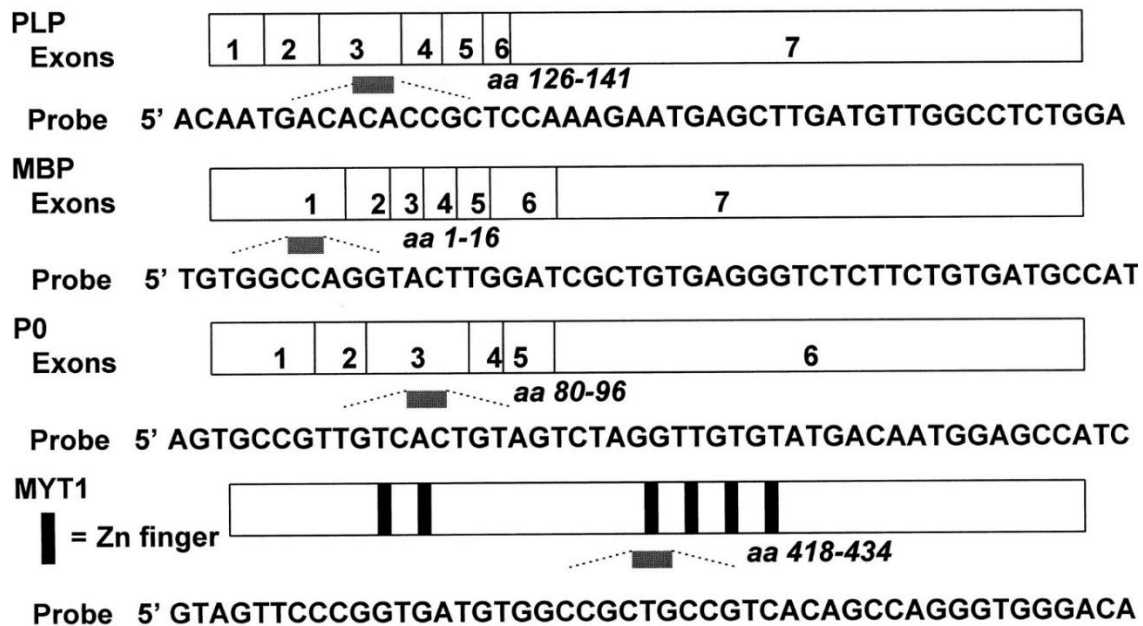 PLP
Exons 1 2 3 4 5 6 7
aa 126-141
Probe 5’ ACAATGACACACCGCTCCAAAGAATGAGCTTGATGTTGGCCTCTGGA
MBP
Exons 1 2 3 4 5 6 7
aa 1-16
Probe 5’ TGTGGCCAGGTACTTGGATCGCTGTGAGGGTCTCTTCTGTGATGCCAT
P0
Exons 1 2 3 4 5 6
aa 80-96
Probe 5’ AGTGCCGTTGTCACTGTAGTCTAGGTTGTGTATGACAATGGAGCCATC
MYT1
= Zn finger
aa 418-434
Probe 5’ GTAGTTCCCGGTGATGTGGCCGCTGCCGTCACAGCCAGGGTGGGACA